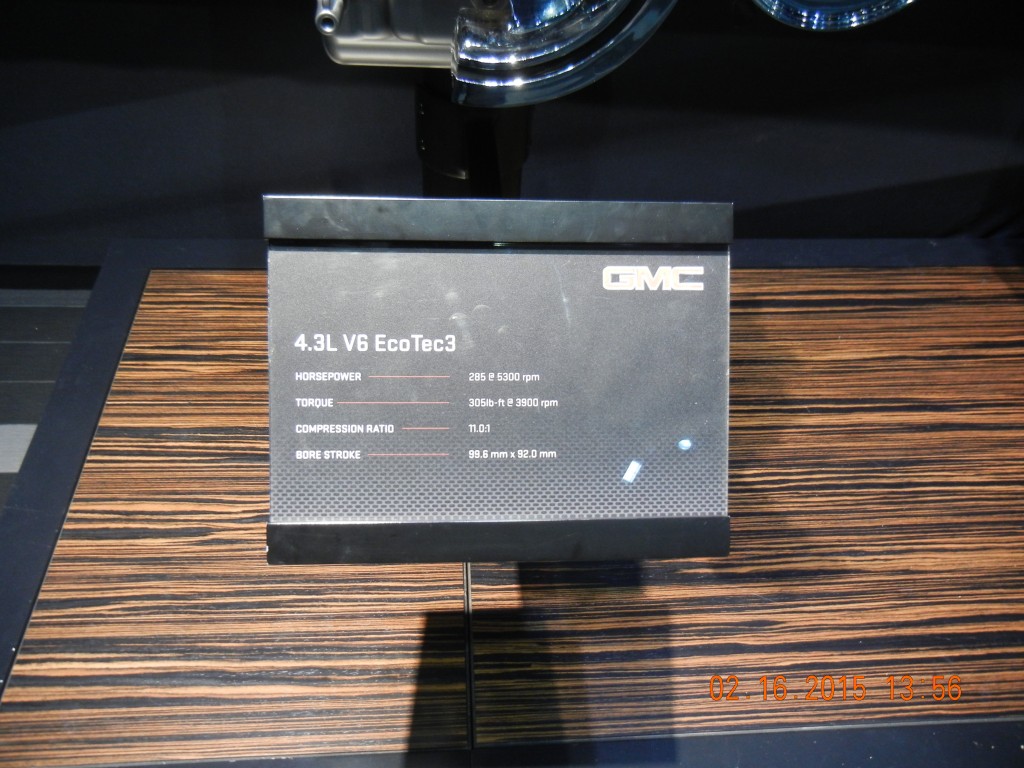 GMC
4.3L V6 EcoTec3
HORSEPOWER 285 @ 5300 rpm
TORQUE 305lb-ft @ 3900 rpm
COMPRESSION RATIO 11.0:1
BORE STROKE 99.6 mm x 92.0 mm
02.16.2015 13:56